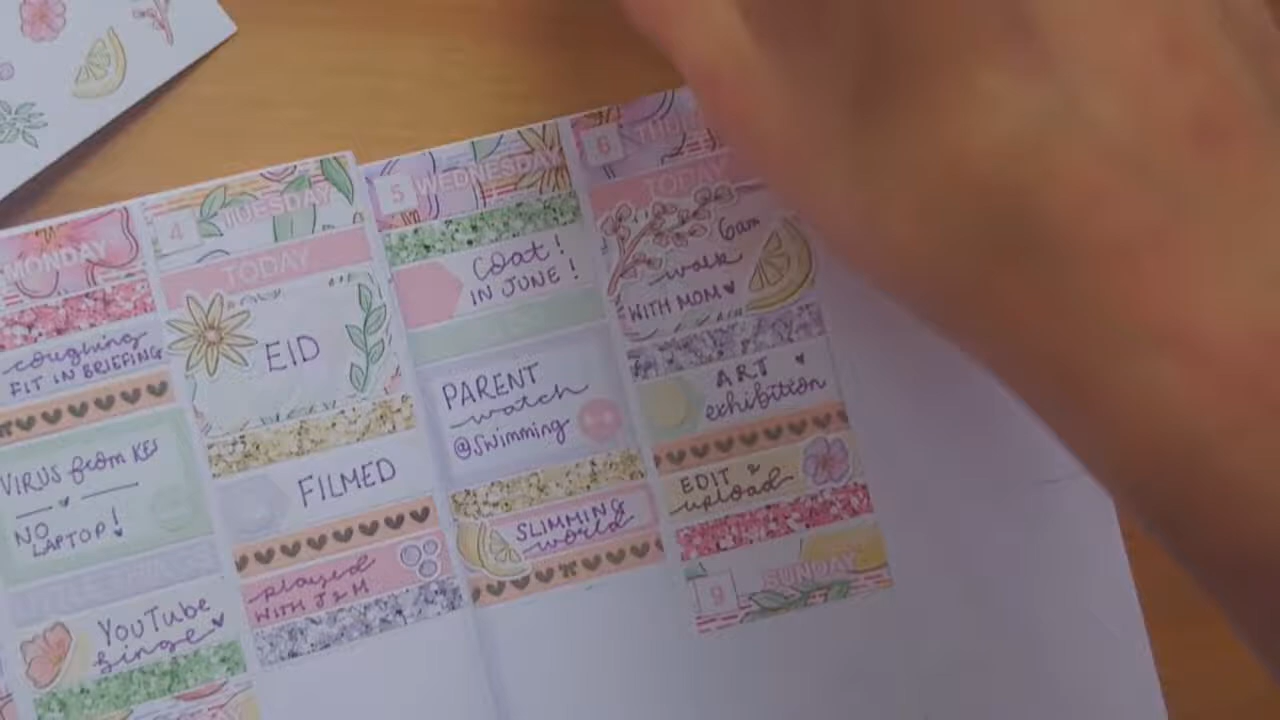 MONDAY
coughing
FIT IN BRIEFING
VIRUS from KES
NO
LAPTOP!
YouTube
binge
4
TUESDAY
TODAY
EID
FILMED
played
WITH J & M
5
WEDNESDAY
coat!
IN JUNE!
PARENT
watch
@swimming
SLIMMING
world
6
THU
TODAY
6am
walk
WITH MOM
ART
exhibition
EDIT &
upload
9
SUNDAY